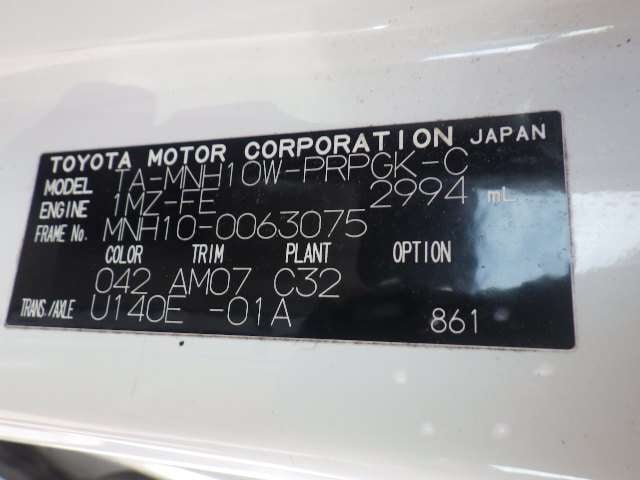 TOYOTA MOTOR CORPORATION JAPAN
MODEL TA-MNH10W-PRPGK-C
ENGINE 1MZ-FE 2994 mL
FRAME No. MNH10-0063075
COLOR TRIM PLANT OPTION
042 AM07 C32
TRANS./AXLE U140E -01A 861